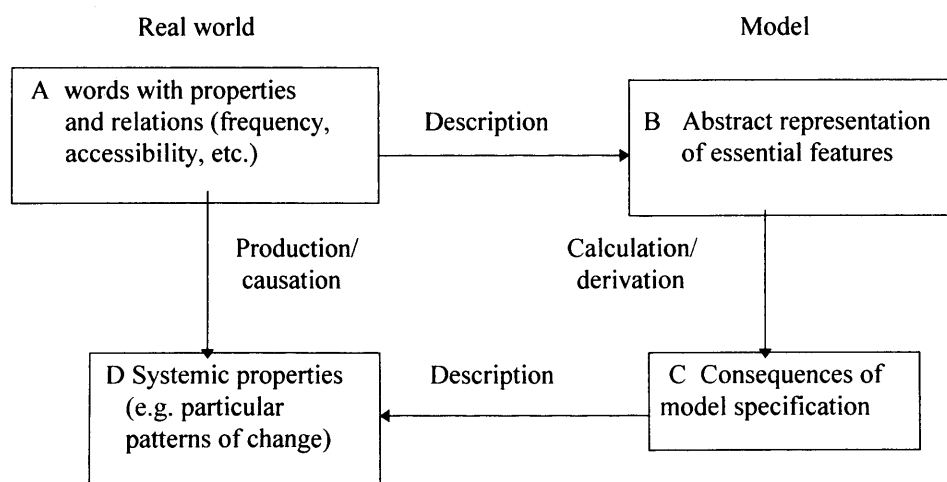 Real world
Model
A words with properties
and relations (frequency,
accessibility, etc.)
Description
B Abstract representation
of essential features
Production/
causation
Calculation/
derivation
D Systemic properties
(e.g. particular
patterns of change)
Description
C Consequences of
model specification